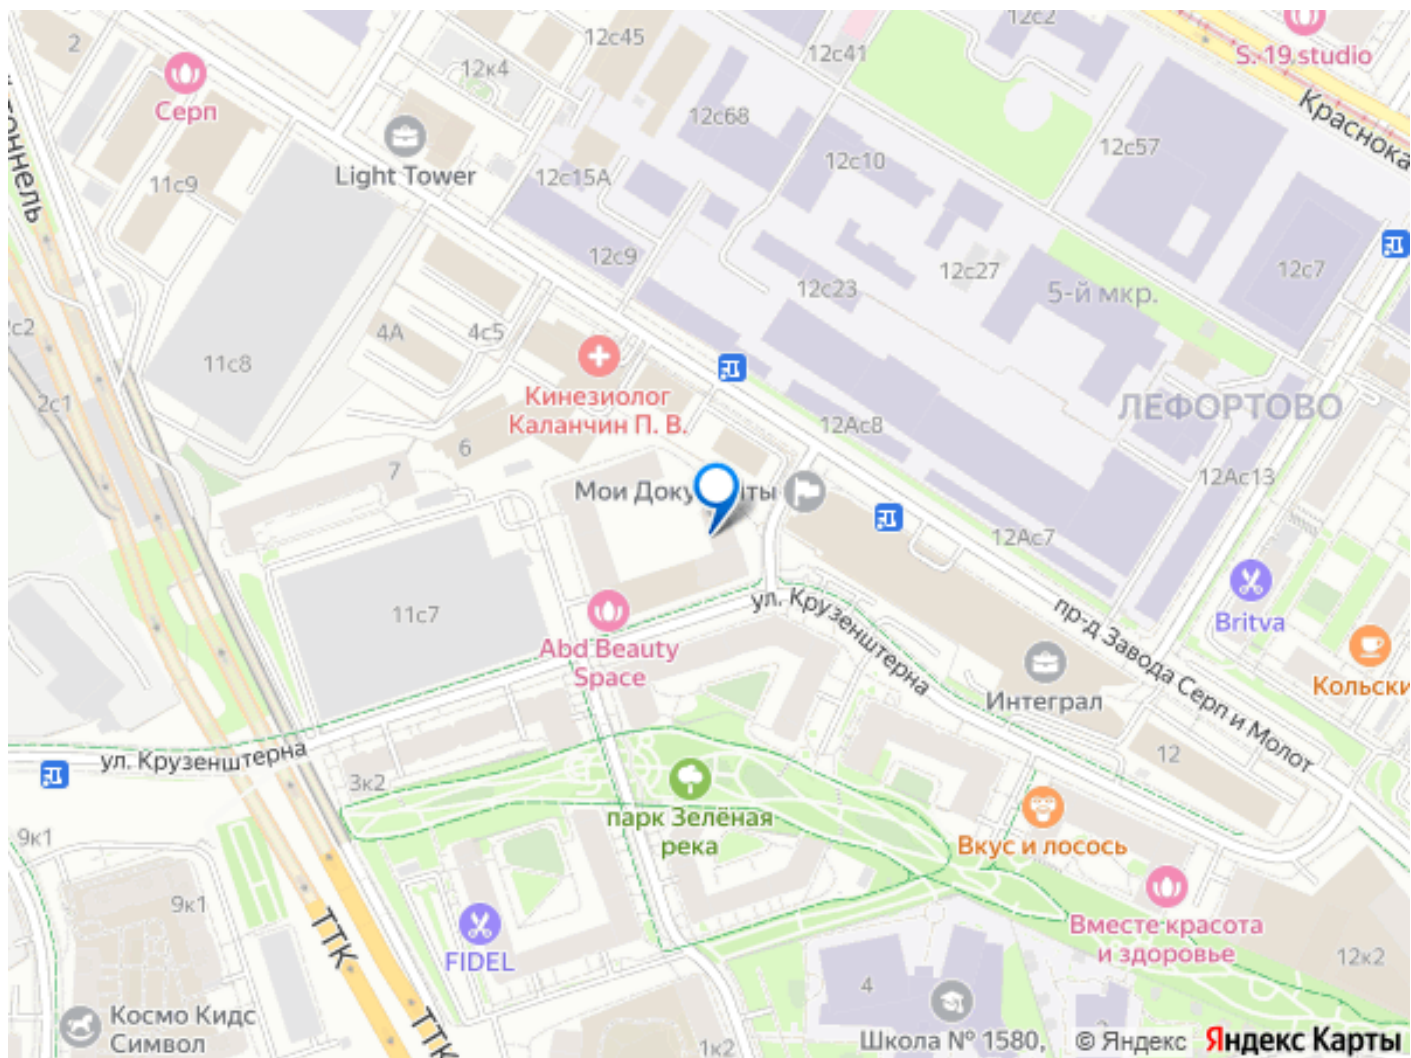 12с2
S.-19 studio
2
12с45
12с41
12к4
Серп
Краснока
12с68
12с57
Light Tower
12с10
11с9
12с15А
12с9
12с27
12с7
12с23
5-й мкр.
4А
4с5
11с8
2с1
Кинезиолог
Каланчин П. В.
ЛЕФОРТОВО
12Ас8
6
7
12Ас13
Мои
12Ас7
11с7
ул. Крузенштерна
пр-д Завода Серп и Молот
Britva
Abd Beauty
Space
Интеграл
ул. Крузенштерна
12
3к2
парк Зелёная
река
9к1
Вкус и лосось
9к1
ТТК
FIDEL
Вместе красота
и здоровье
12к2
4
Космо Кидс
Символ
ТТК
1к2
Школа № 1580,
© Яндекс
Яндекс Карты